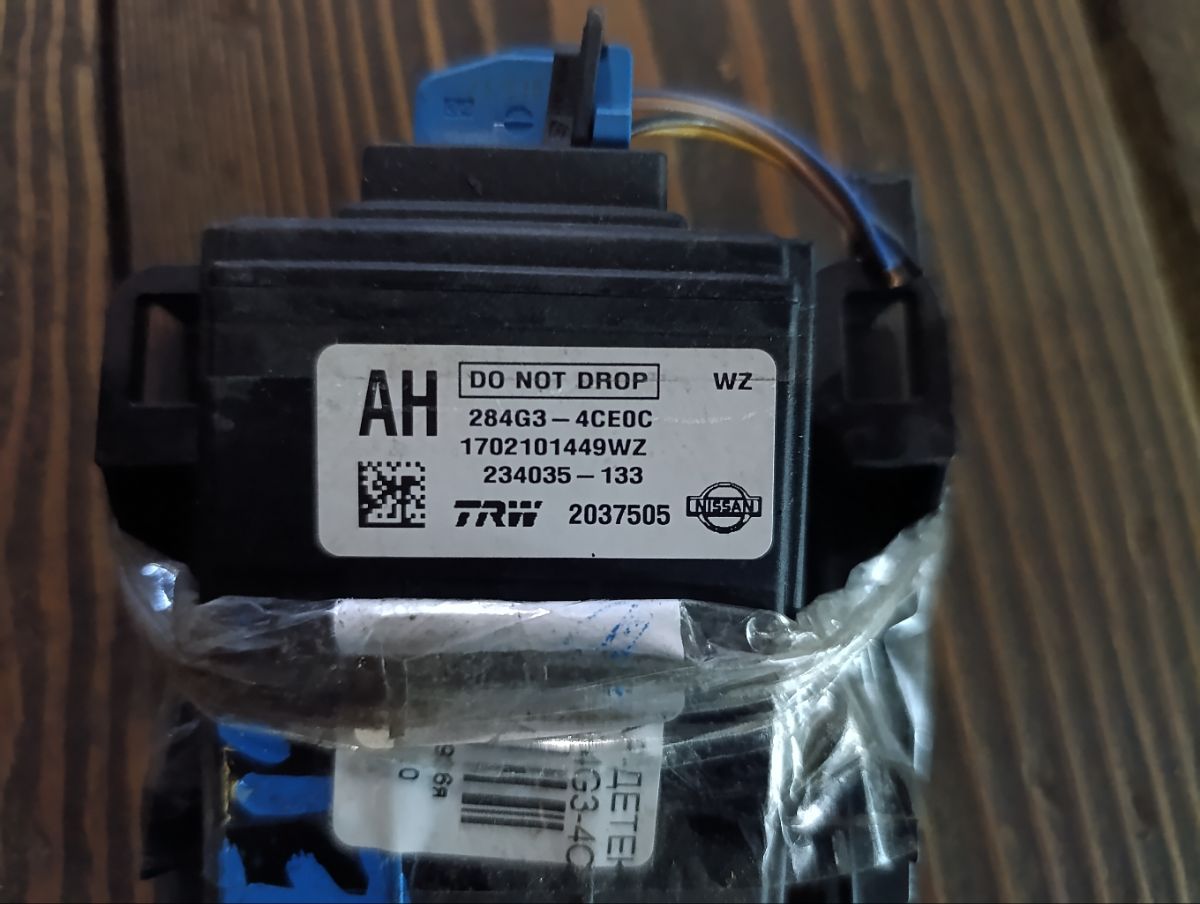 AH
DO NOT DROP
WZ
284G3-4CE0C
1702101449WZ
234035-133
TRW
2037505
NISSAN